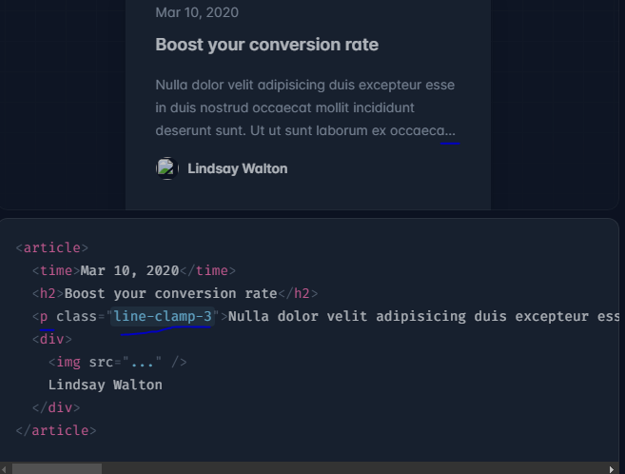 Mar 10, 2020
Boost your conversion rate
Nulla dolor velit adipisicing duis excepteur esse
in duis nostrud occaecat mollit incididunt
deserunt sunt. Ut ut sunt laborum ex occaeca...
Lindsay Walton
<article>
<time>Mar 10, 2020</time>
<h2>Boost your conversion rate</h2>
<p class="line-clamp-3">Nulla dolor velit adipisicing duis excepteur ess
<div>
<img src="..." />
Lindsay Walton
</div>
</article>